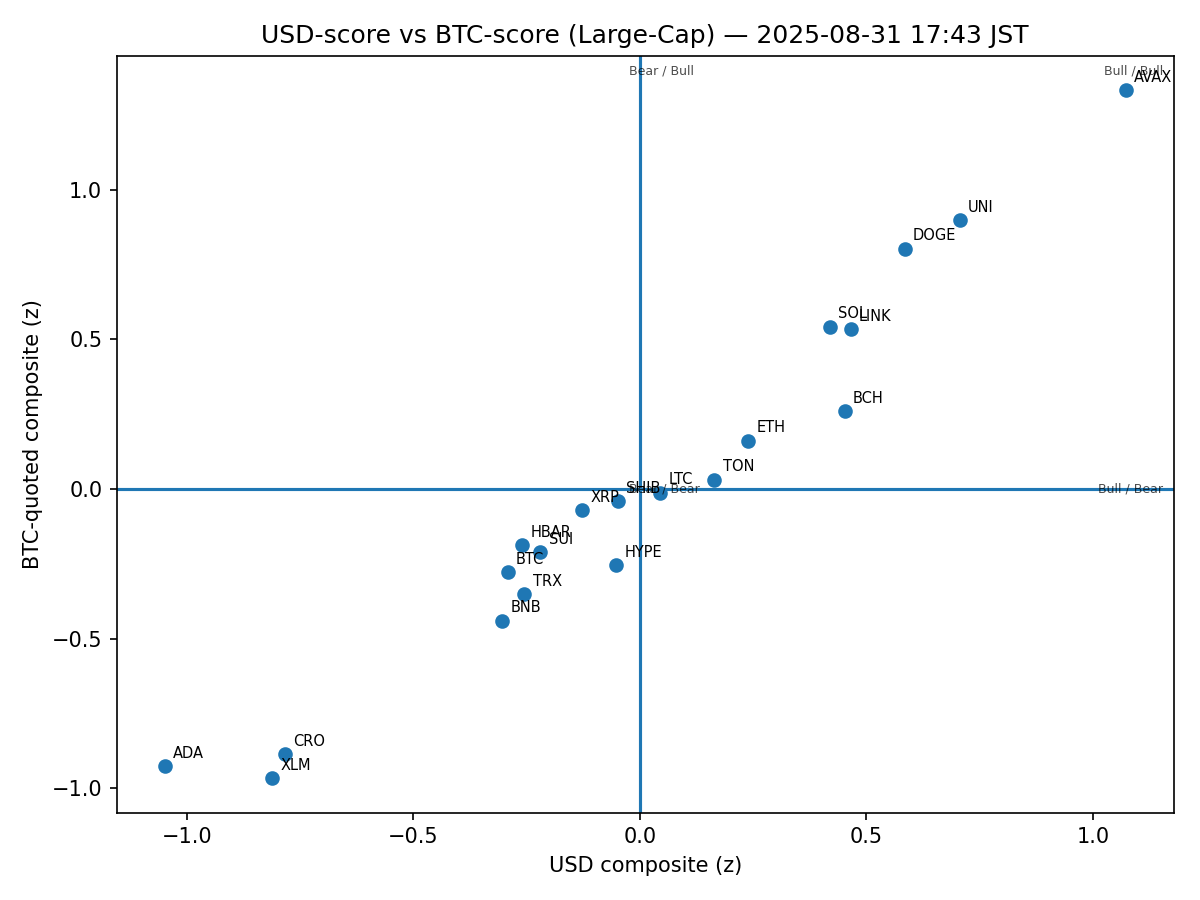 USD-score vs BTC-score (Large-Cap) — 2025-08-31 17:43 JST
Bear / Bull
Bull / Bull
AVAX
1.0
UNI
DOGE
0.5
SOL
LINK
BCH
ETH
TON
LTC
0.0
SHIB
Bear / Bear
Bull / Bear
XRP
HBAR
SUI
HYPE
BTC
TRX
BNB
−0.5
CRO
ADA
XLM
−1.0
−1.0
−0.5
0.0
0.5
1.0
USD composite (z)
BTC-quoted composite (z)